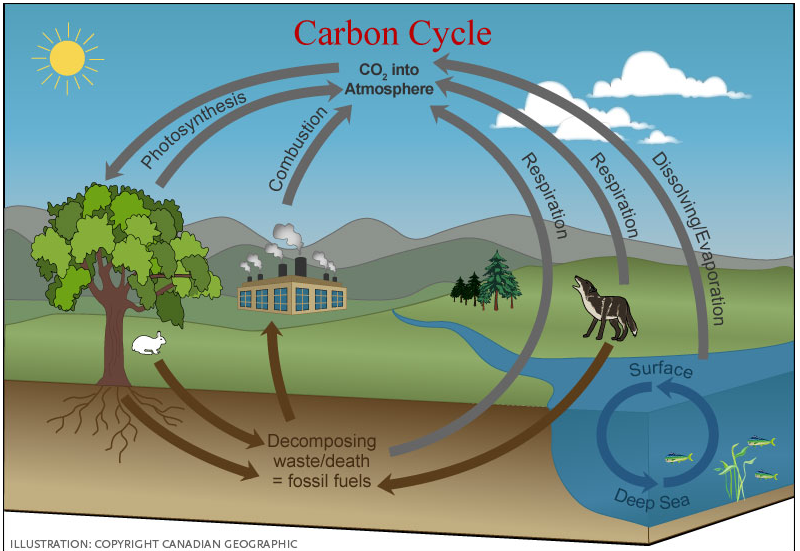 Carbon Cycle
CO₂ into
Atmosphere
Photosynthesis
Combustion
Respiration
Respiration
Dissolving/Evaporation
Surface
Deep Sea
Decomposing
waste/death
= fossil fuels
ILLUSTRATION: COPYRIGHT CANADIAN GEOGRAPHIC